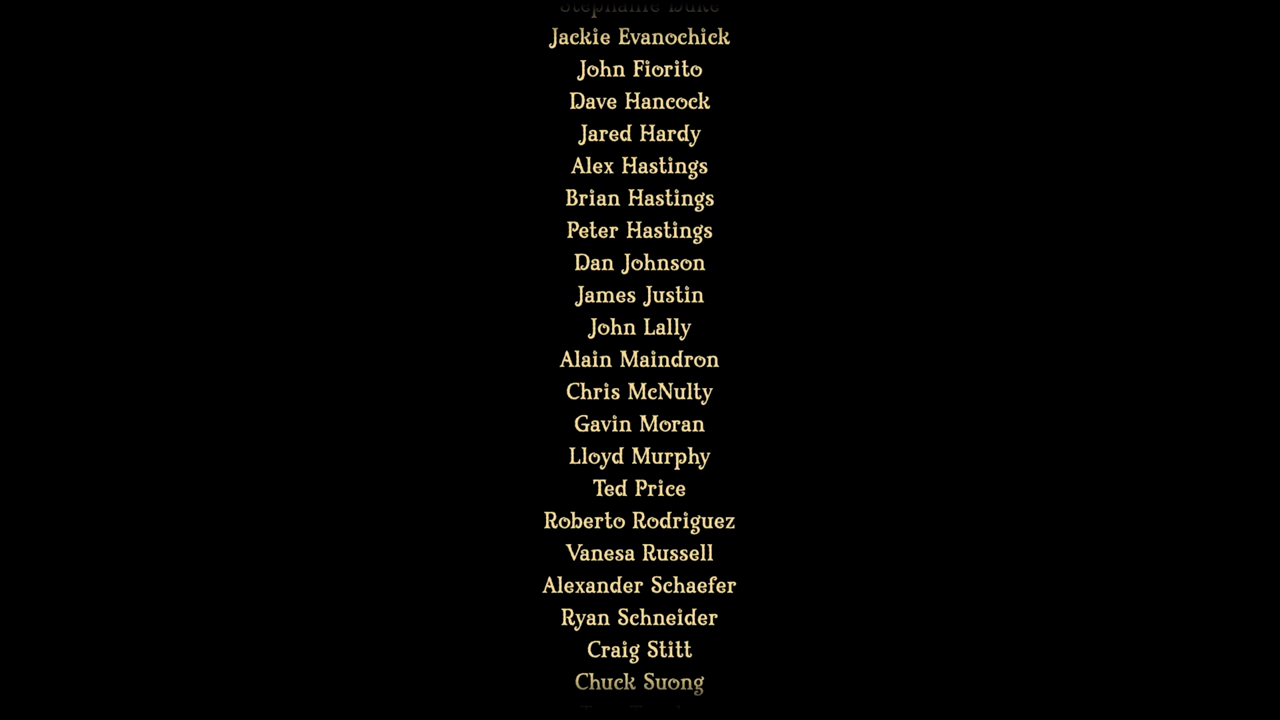 Stephanie Duke
Jackie Evanochick
John Fiorito
Dave Hancock
Jared Hardy
Alex Hastings
Brian Hastings
Peter Hastings
Dan Johnson
James Justin
John Lally
Alain Maindron
Chris McNulty
Gavin Moran
Lloyd Murphy
Ted Price
Roberto Rodriguez
Vanesa Russell
Alexander Schaefer
Ryan Schneider
Craig Stitt
Chuck Suong